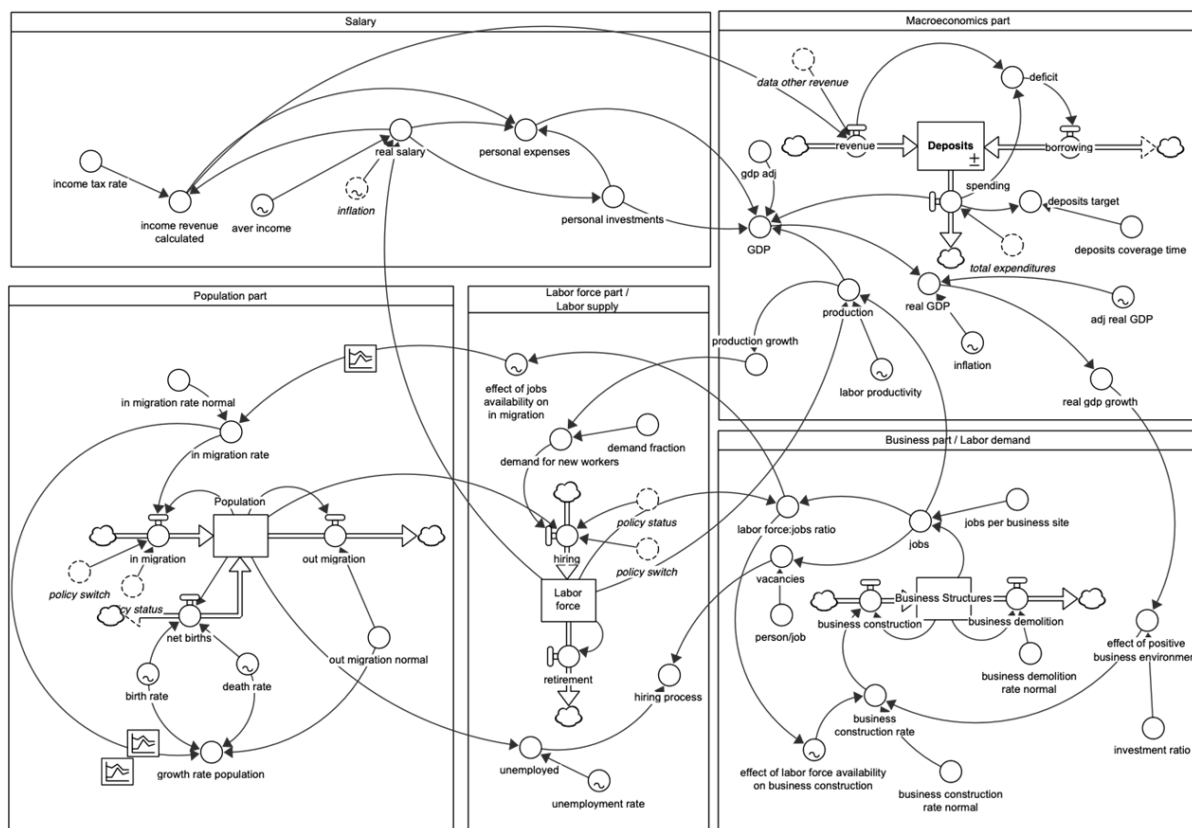 Salary
income tax rate
income revenue
calculated
aver income
real salary
inflation
personal expenses
personal investments
Macroeconomics part
data other revenue
deficit
revenue
Deposits
borrowing
gdp adj
spending
deposits target
deposits coverage time
GDP
total expenditures
real GDP
adj real GDP
production
inflation
production growth
labor productivity
real gdp growth
Population part
in migration rate normal
in migration rate
Population
in migration
out migration
policy switch
policy status
net births
out migration normal
birth rate
death rate
growth rate population
Labor force part /
Labor supply
effect of jobs
availability on
in migration
demand fraction
demand for new workers
policy status
hiring
policy switch
Labor
force
retirement
hiring process
unemployed
unemployment rate
Business part / Labor demand
labor force:jobs ratio
jobs
jobs per business site
vacancies
Business Structures
business construction
business demolition
person/job
business demolition
rate normal
effect of positive
business environment
business
construction rate
investment ratio
effect of labor force availability
on business construction
business construction
rate normal